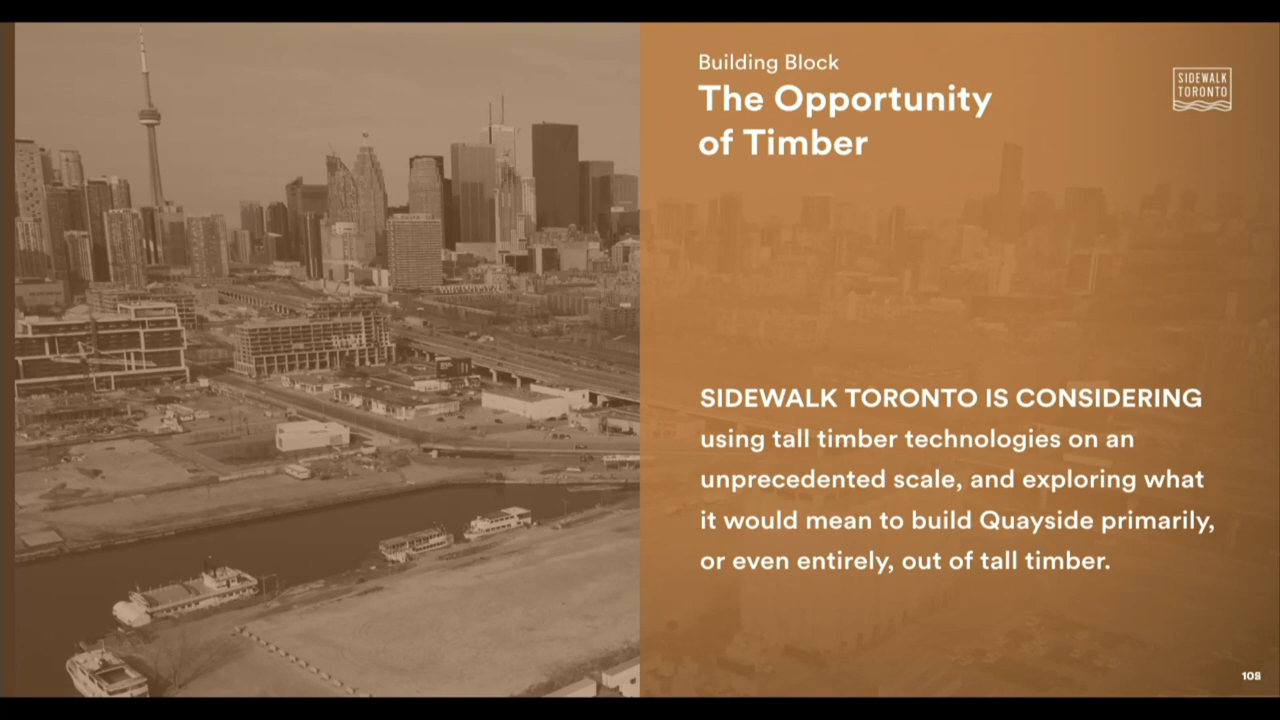 Building Block
The Opportunity
of Timber
SIDEWALK
TORONTO
SIDEWALK TORONTO IS CONSIDERING
using tall timber technologies on an
unprecedented scale, and exploring what
it would mean to build Quayside primarily,
or even entirely, out of tall timber.